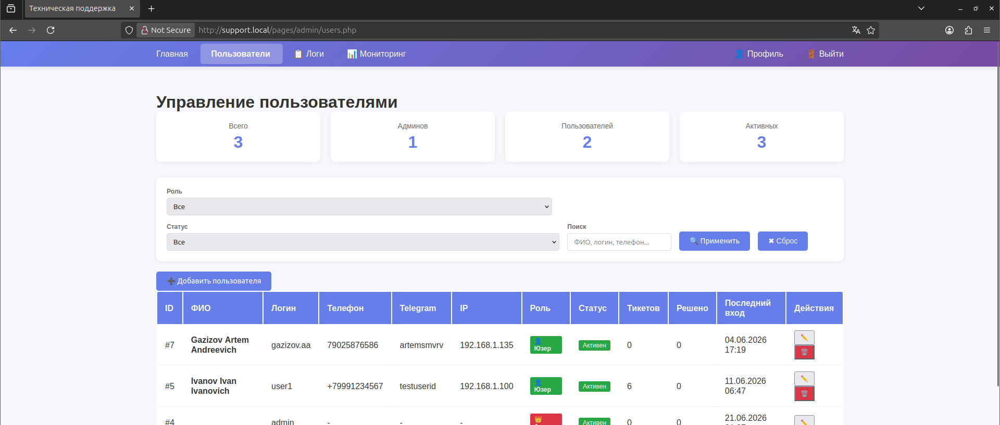 Техническая поддержка
Not Secure http://support.local/pages/admin/users.php
Главная Пользователи Логи Мониторинг Профиль Выйти
Управление пользователями
Всего Админов Пользователей Активных
3 1 2 3
Роль
Все
Статус Поиск
Все ФИО, логин, телефон... Применить ✖ Сброс
➕ Добавить пользователя
ID ФИО Логин Телефон Telegram IP Роль Статус Тикетов Решено Последний вход Действия
#7 Gazizov Artem Andreevich gazizov.aa 79025876586 artemsmvrv 192.168.1.135 Юзер Активен 0 0 04.06.2026 17:19
#5 Ivanov Ivan Ivanovich user1 +79991234567 testuserid 192.168.1.100 Юзер Активен 6 0 11.06.2026 06:47
#4 admin - - - Активен 0 0 21.06.2026